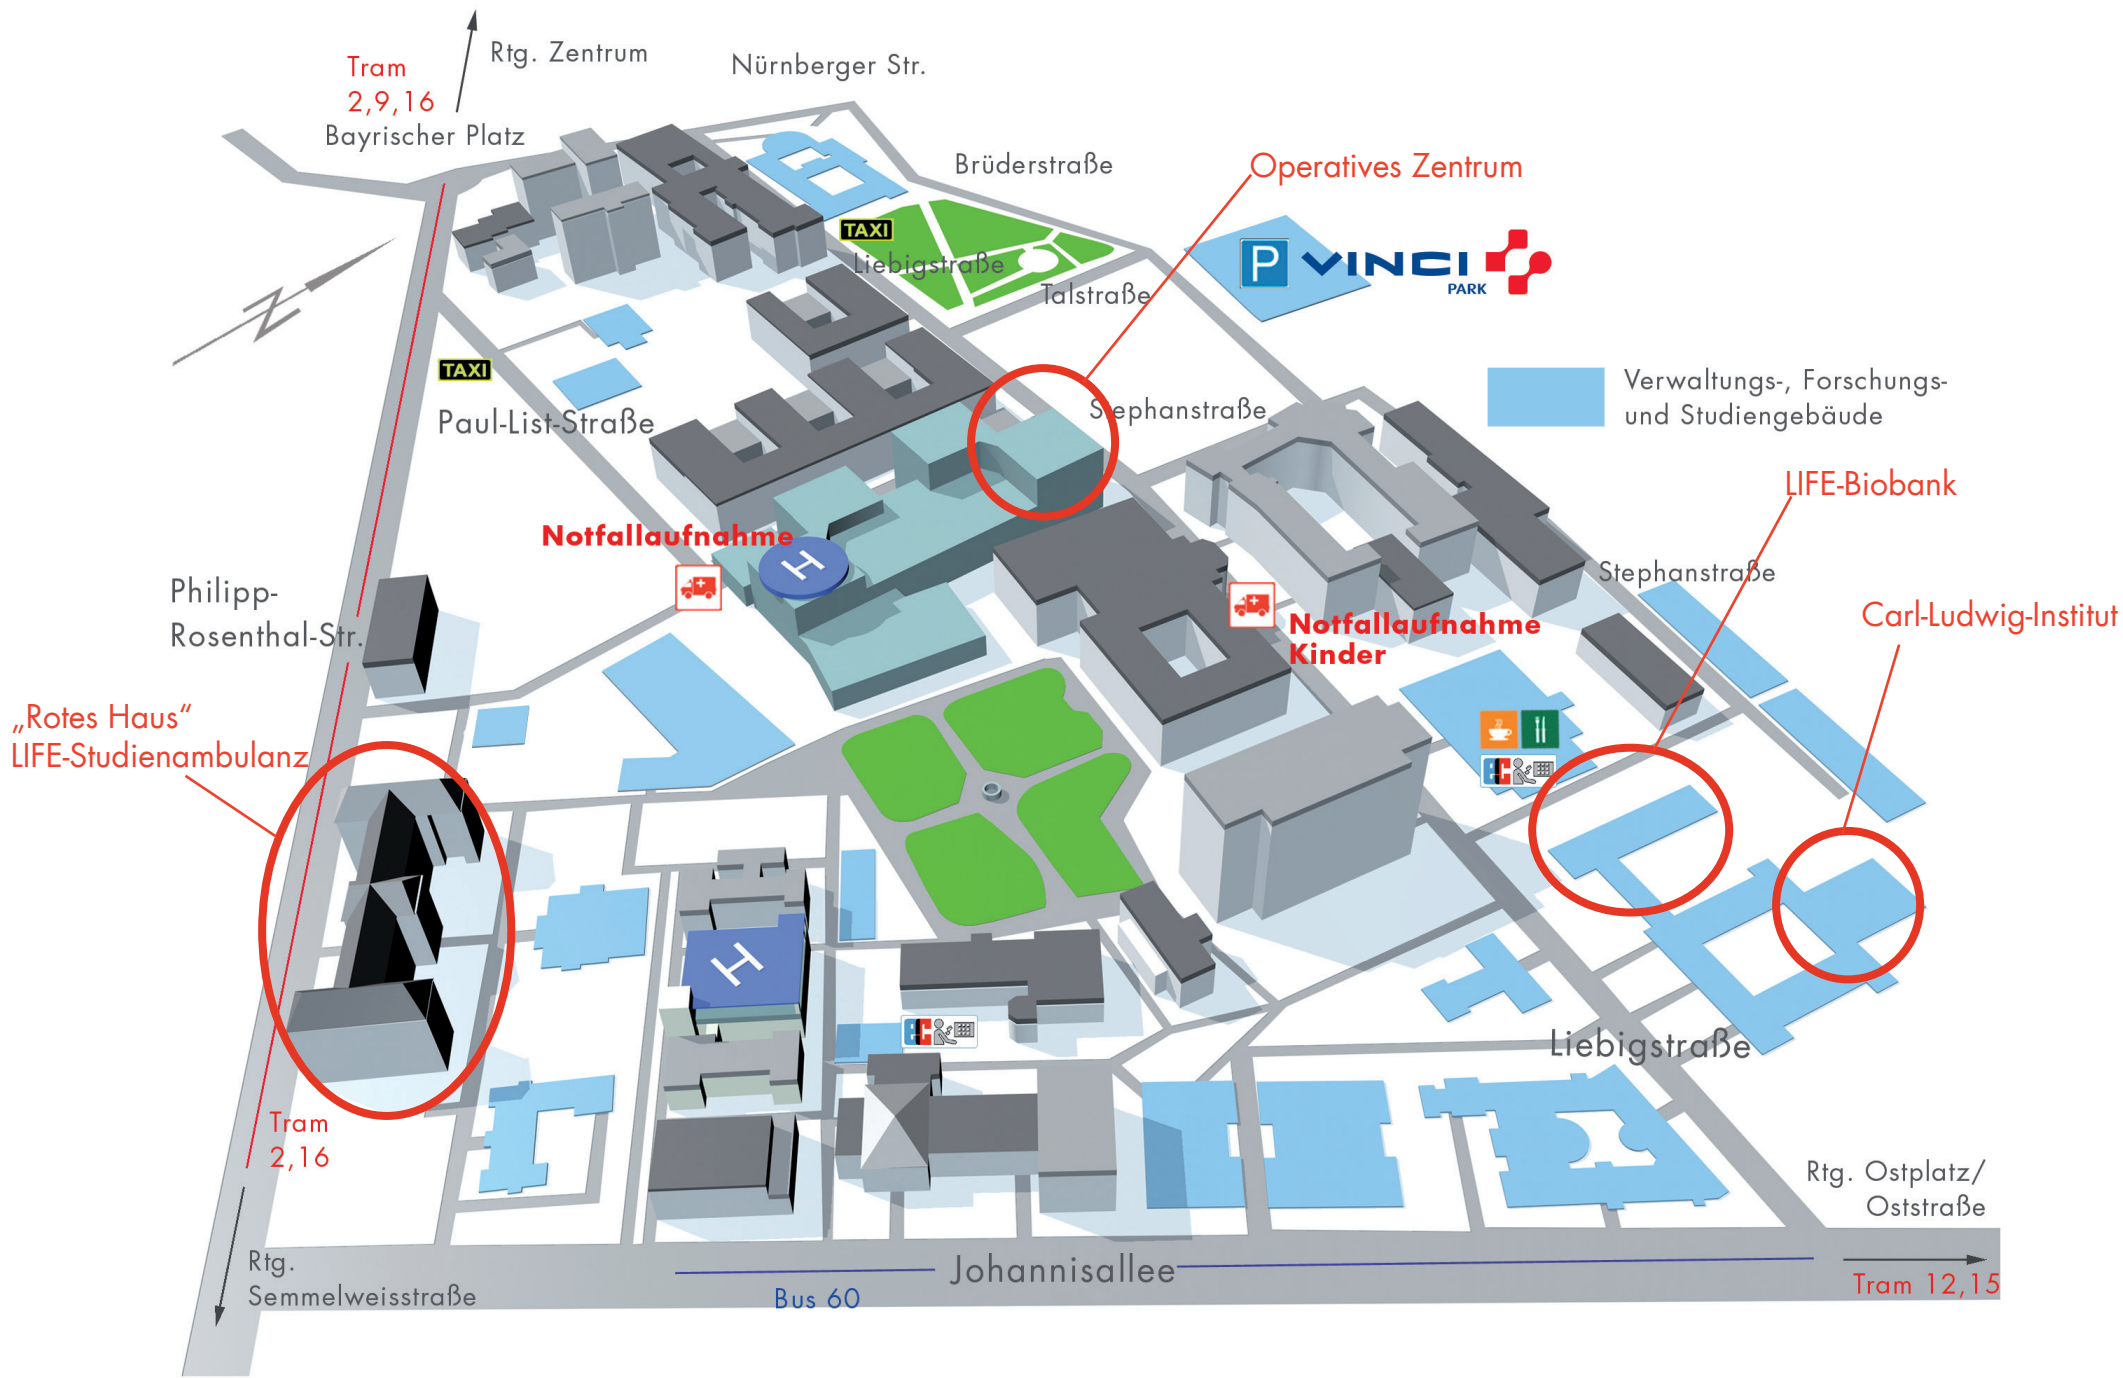 Rtg. Zentrum
Tram
2,9,16
Bayrischer Platz
Nürnberger Str.
Brüderstraße
Operatives Zentrum
TAXI
Liebigstraße
Talstraße
P VINCI
PARK
N
TAXI
Paul-List-Straße
Stephanstraße
Verwaltungs-, Forschungs-
und Studiengebäude
LIFE-Biobank
Notfallaufnahme
H
Stephanstraße
Philipp-
Rosenthal-Str.
Notfallaufnahme
Kinder
Carl-Ludwig-Institut
„Rotes Haus“
LIFE-Studienambulanz
EC
H
EC
Liebigstraße
Tram
2,16
Rtg. Ostplatz/
Oststraße
Rtg.
Semmelweisstraße
Johannisallee
Bus 60
Tram 12,15